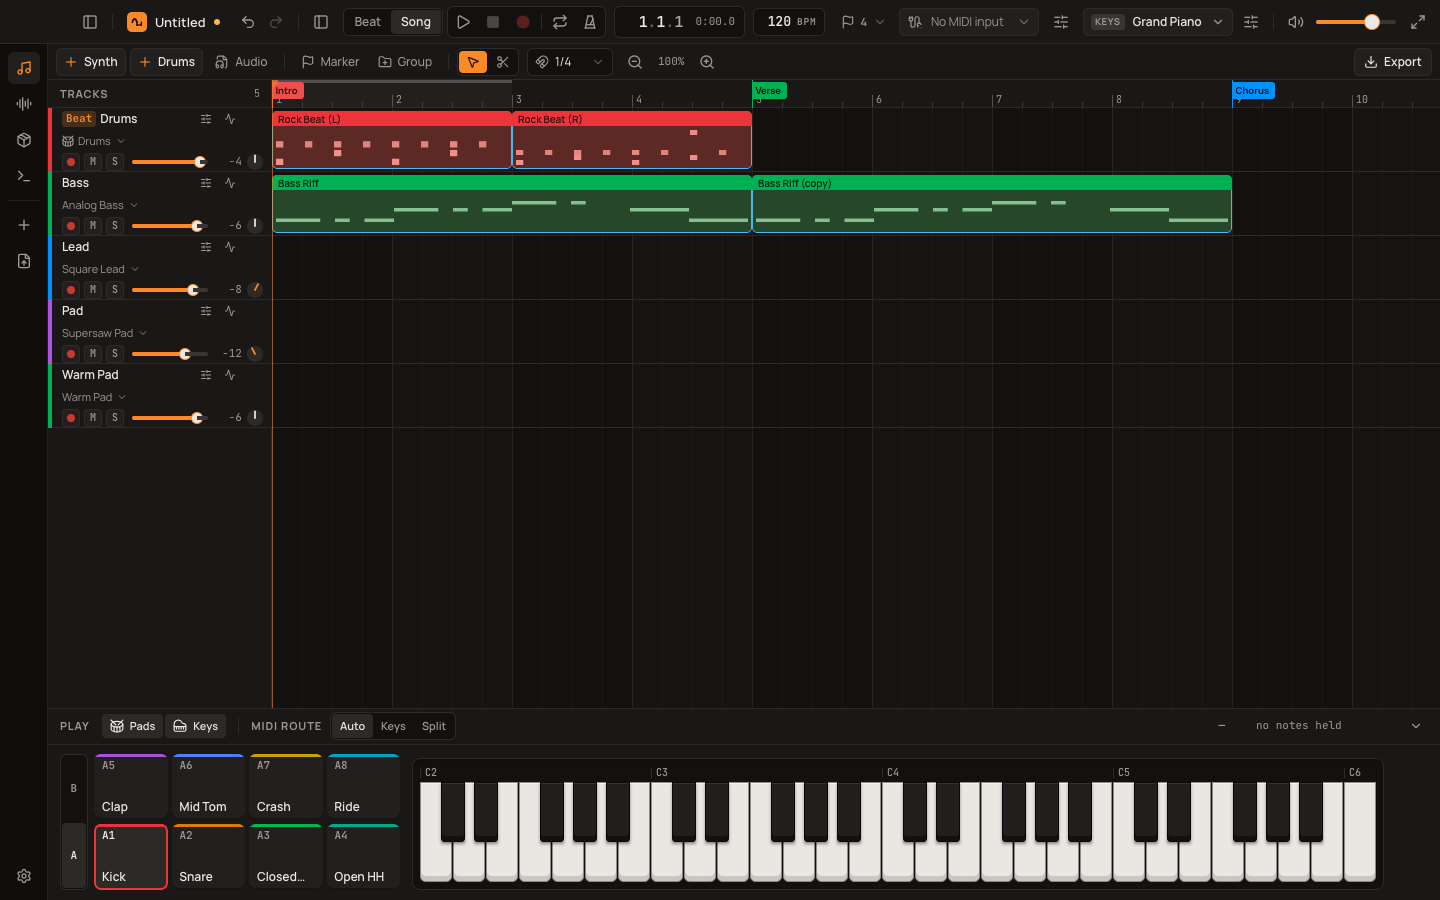 Untitled
Beat
Song
1.1.1
0:00.0
120 BPM
4
No MIDI input
KEYS
Grand Piano
Synth
Drums
Audio
Marker
Group
1/4
100%
Export
TRACKS
5
Intro
Verse
Chorus
1
2
3
4
5
6
7
8
9
10
Beat
Drums
Drums
M
S
-4
Rock Beat (L)
Rock Beat (R)
Bass
Analog Bass
M
S
-6
Bass Riff
Bass Riff (copy)
Lead
Square Lead
M
S
-8
Pad
Supersaw Pad
M
S
-12
Warm Pad
Warm Pad
M
S
-6
PLAY
Pads
Keys
MIDI ROUTE
Auto
Keys
Split
–
no notes held
B
A
A5
Clap
A6
Mid Tom
A7
Crash
A8
Ride
A1
Kick
A2
Snare
A3
Closed...
A4
Open HH
C2
C3
C4
C5
C6